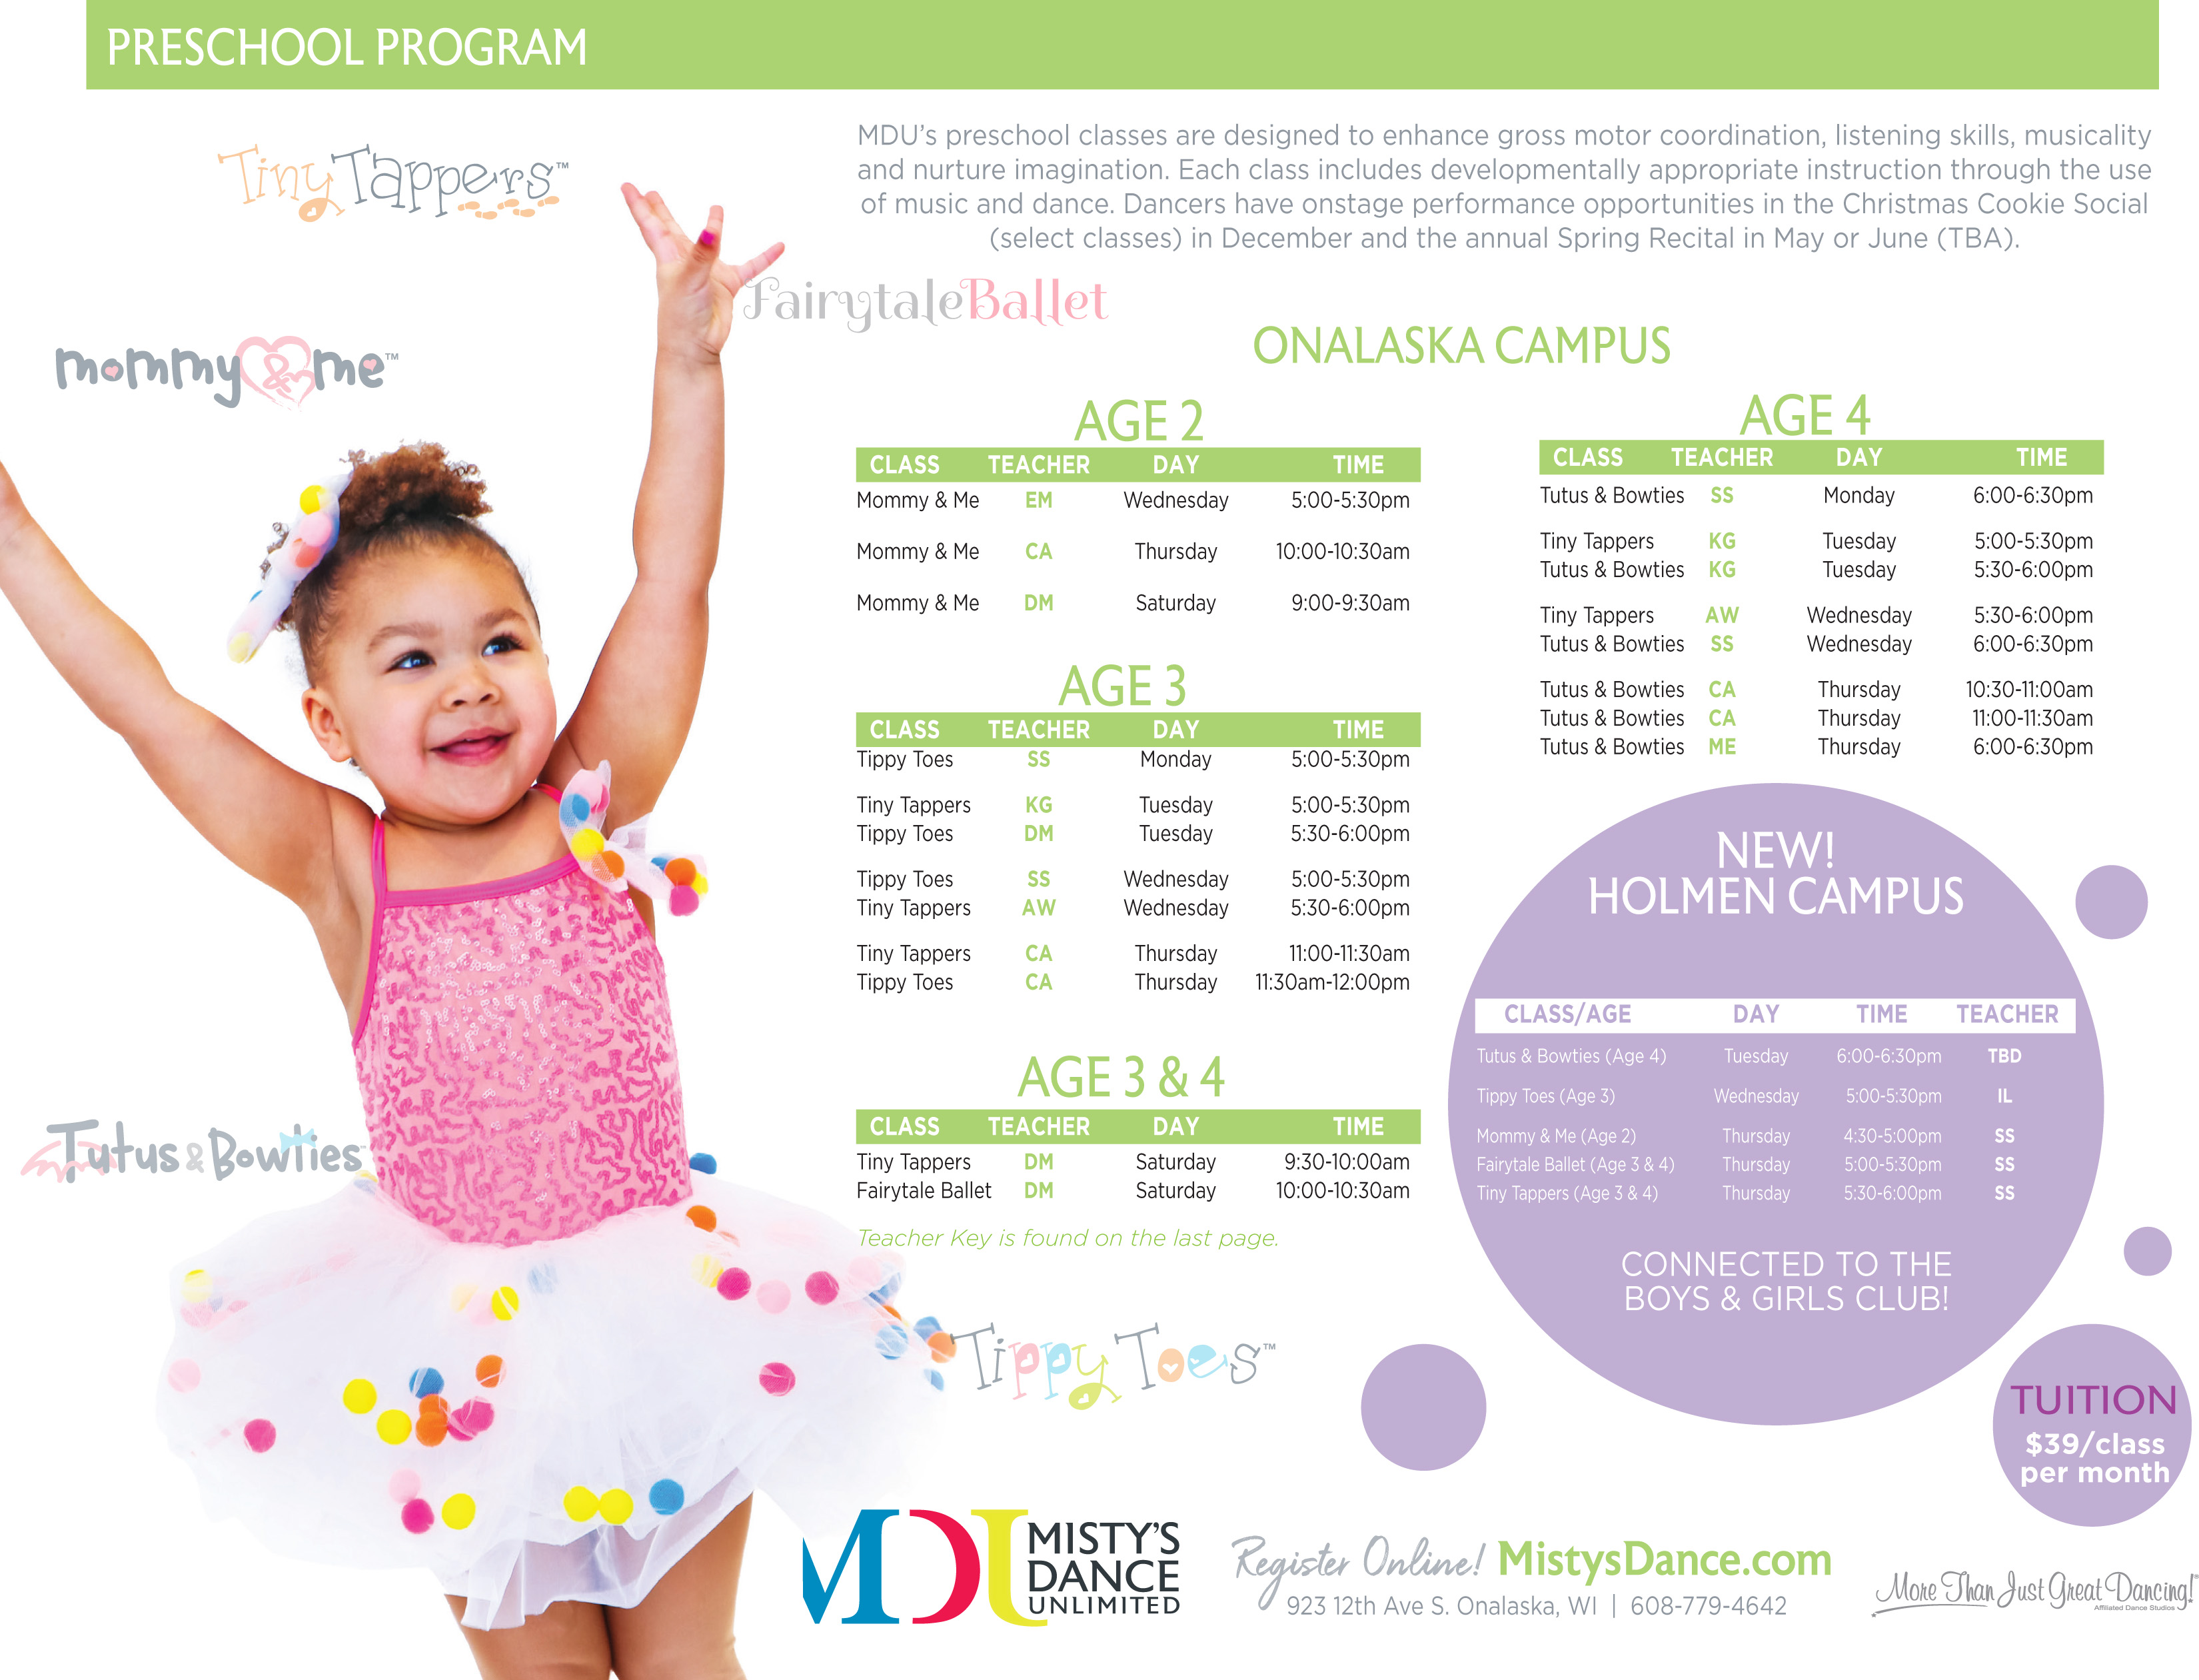 PRESCHOOL PROGRAM
Tiny Tappers™
MDU's preschool classes are designed to enhance gross motor coordination, listening skills, musicality
and nurture imagination. Each class includes developmentally appropriate instruction through the use
of music and dance. Dancers have onstage performance opportunities in the Christmas Cookie Social
(select classes) in December and the annual Spring Recital in May or June (TBA).
Fairytale Ballet
mommy & me™
ONALASKA CAMPUS
AGE 2
CLASS TEACHER DAY TIME
Mommy & Me EM Wednesday 5:00-5:30pm
Mommy & Me CA Thursday 10:00-10:30am
Mommy & Me DM Saturday 9:00-9:30am
AGE 3
CLASS TEACHER DAY TIME
Tippy Toes SS Monday 5:00-5:30pm
Tiny Tappers KG Tuesday 5:00-5:30pm
Tippy Toes DM Tuesday 5:30-6:00pm
Tippy Toes SS Wednesday 5:00-5:30pm
Tiny Tappers AW Wednesday 5:30-6:00pm
Tiny Tappers CA Thursday 11:00-11:30am
Tippy Toes CA Thursday 11:30am-12:00pm
AGE 3 & 4
CLASS TEACHER DAY TIME
Tiny Tappers DM Saturday 9:30-10:00am
Fairytale Ballet DM Saturday 10:00-10:30am
Teacher Key is found on the last page.
AGE 4
CLASS TEACHER DAY TIME
Tutus & Bowties SS Monday 6:00-6:30pm
Tiny Tappers KG Tuesday 5:00-5:30pm
Tutus & Bowties KG Tuesday 5:30-6:00pm
Tiny Tappers AW Wednesday 5:30-6:00pm
Tutus & Bowties SS Wednesday 6:00-6:30pm
Tutus & Bowties CA Thursday 10:30-11:00am
Tutus & Bowties CA Thursday 11:00-11:30am
Tutus & Bowties ME Thursday 6:00-6:30pm
NEW!
HOLMEN CAMPUS
CLASS/AGE DAY TIME TEACHER
Tutus & Bowties (Age 4) Tuesday 6:00-6:30pm TBD
Tippy Toes (Age 3) Wednesday 5:00-5:30pm IL
Mommy & Me (Age 2) Thursday 4:30-5:00pm SS
Fairytale Ballet (Age 3 & 4) Thursday 5:00-5:30pm SS
Tiny Tappers (Age 3 & 4) Thursday 5:30-6:00pm SS
CONNECTED TO THE
BOYS & GIRLS CLUB!
Tutus & Bowties
Tippy Toes™
TUITION
$39/class
per month
MDU
MISTY'S
DANCE
UNLIMITED
Register Online! MistysDance.com
923 12th Ave S. Onalaska, WI | 608-779-4642
More Than Just Great Dancing!
Affiliated Dance Studios